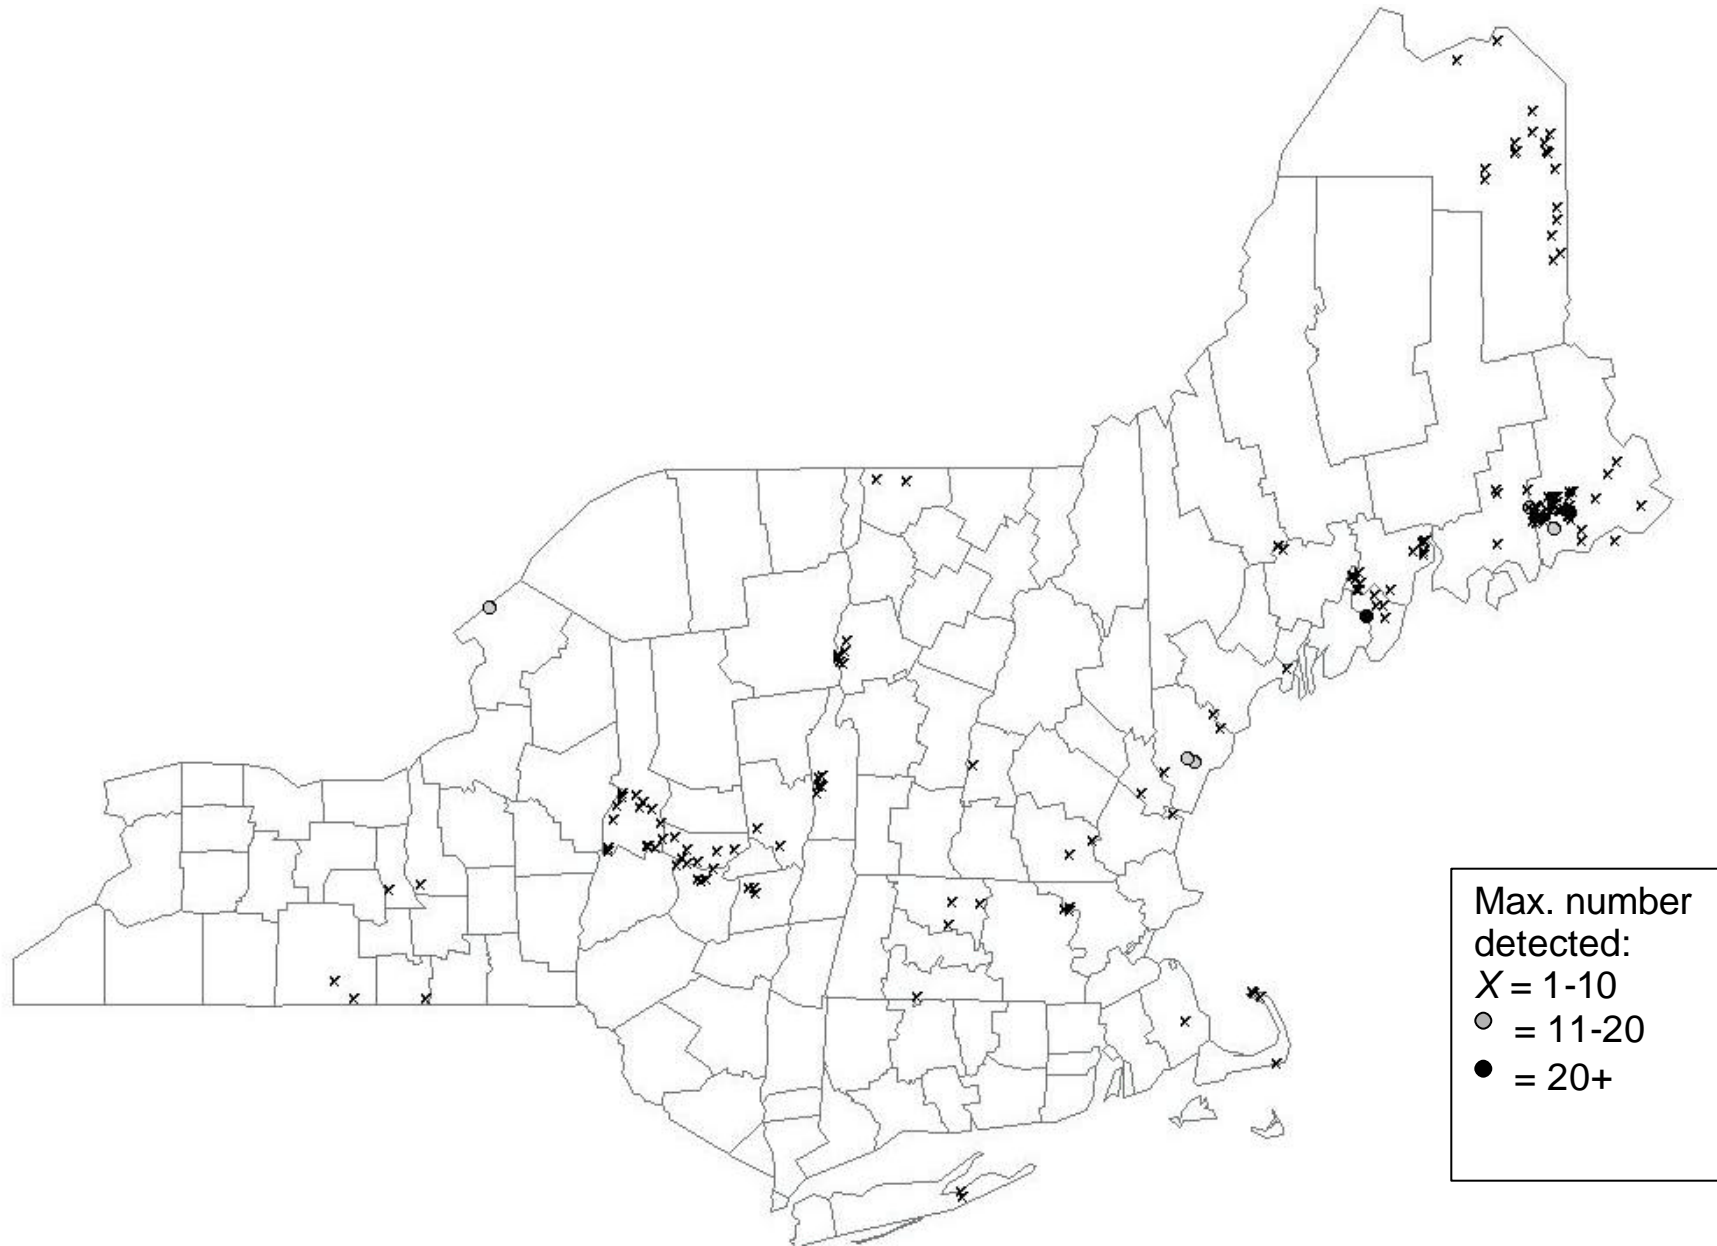 Max. number
detected:
X = 1-10
= 11-20
= 20+